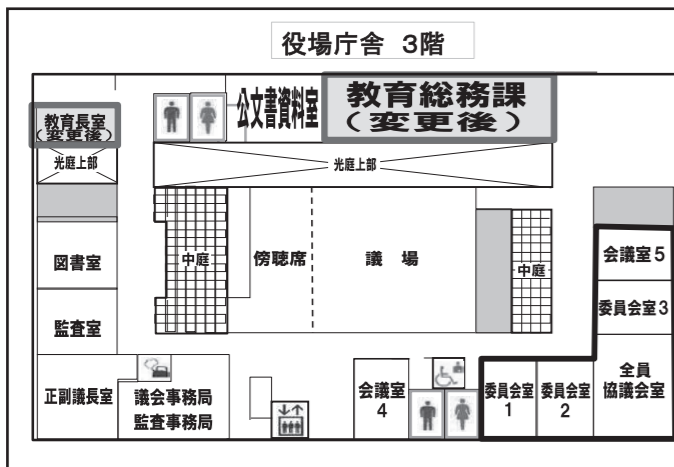 役場庁舎 3階
教育長室
(変更後)
公文書資料室
教育総務課
(変更後)
光庭上部
光庭上部
図書室
中庭
傍聴席
議 場
中庭
会議室5
委員会室3
監査室
正副議長室
議会事務局
監査事務局
会議室
4
委員会室
1
委員会室
2
全員
協議会室